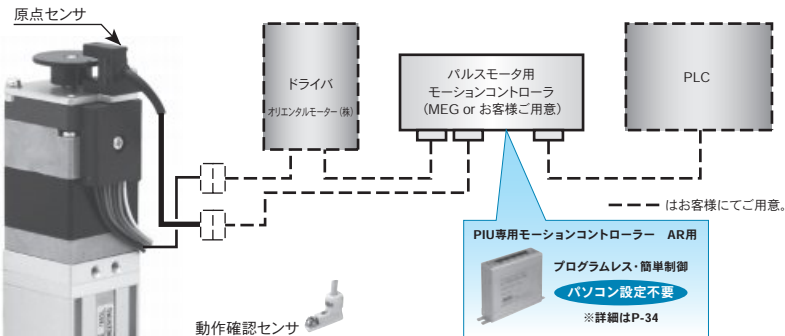 原点センサ
ドライバ
オリエンタルモーター(株)
パルスモータ用
モーションコントローラ
(MEG or お客様ご用意)
PLC
はお客様にてご用意。
PIU専用モーションコントローラー AR用
プログラムレス・簡単制御
パソコン設定不要
※詳細はP-34
動作確認センサ